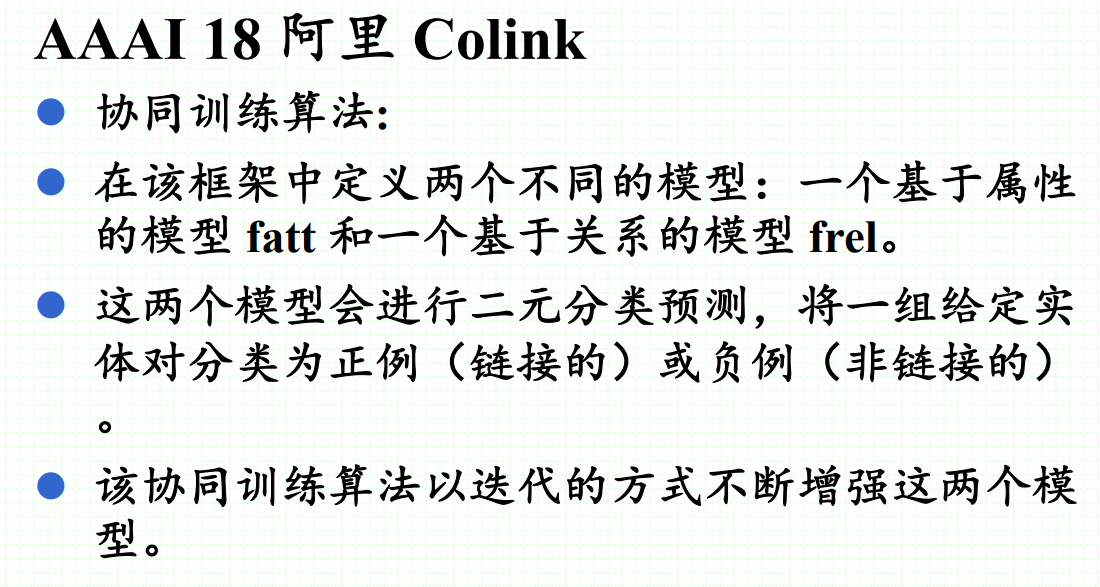 AAAI 18 阿里 Colink
● 协同训练算法:
● 在该框架中定义两个不同的模型：一个基于属性
的模型 fatt 和一个基于关系的模型 frel。
● 这两个模型会进行二元分类预测，将一组给定实
体对分类为正例（链接的）或负例（非链接的）
。
● 该协同训练算法以迭代的方式不断增强这两个模
型。